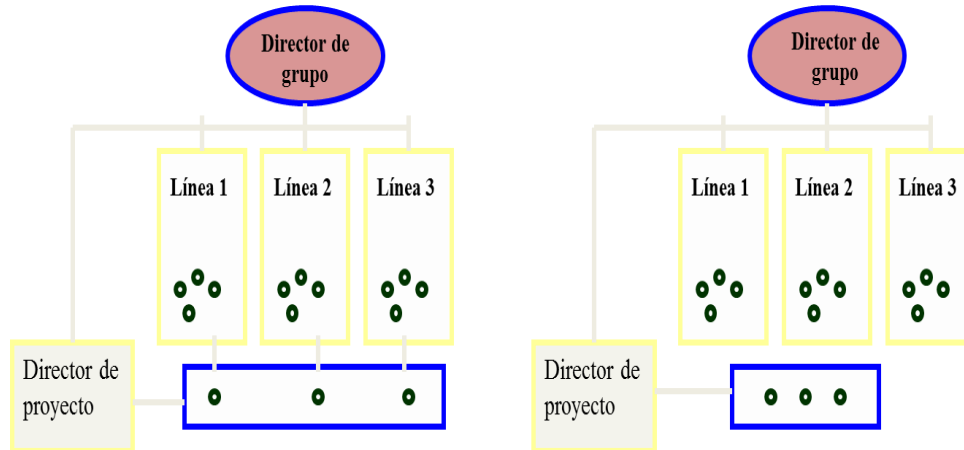 Director de
grupo
Línea 1
Línea 2
Línea 3
Director de
proyecto
Director de
grupo
Línea 1
Línea 2
Línea 3
Director de
proyecto